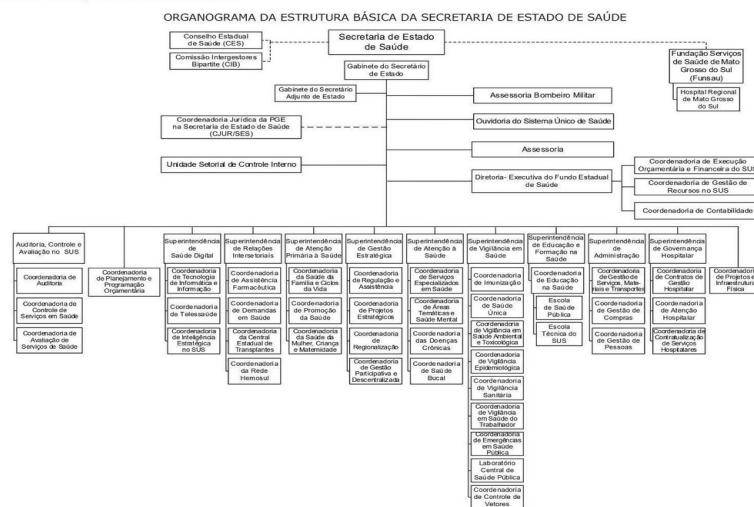 ORGANOGRAMA DA ESTRUTURA BÁSICA DA SECRETARIA DE ESTADO DE SAÚDE
Secretaria de Estado
de Saúde
Conselho Estadual
de Saúde (CES)
Comissão Intergestores
Bipartite (CIB)
Gabinete do Secretário
de Estado
Fundação Serviços
de Saúde de Mato
Grosso do Sul
(Funsau)
Hospital Regional
de Mato Grosso
do Sul
Gabinete do Secretário
Adjunto de Estado
Assessoria Bombeiro Militar
Coordenadoria Jurídica da PGE
na Secretaria de Estado de Saúde
(CJUR/SES)
Ouvidoria do Sistema Único de Saúde
Assessoria
Unidade Setorial de Controle Interno
Diretoria- Executiva do Fundo Estadual
de Saúde
Coordenadoria de Execução
Orçamentária e Financeira do SUS
Coordenadoria de Gestão de
Recursos no SUS
Coordenadoria de Contabilidade
Auditoria, Controle e
Avaliação no SUS
Coordenadoria de
Auditoria
Coordenadoria de
Controle de
Serviços em Saúde
Coordenadoria de
Avaliação de
Serviços de Saúde
Coordenadoria
de Planejamento e
Programação
Orçamentária
Superintendência
de
Saúde Digital
Coordenadoria
de Tecnologia
de Informática e
Informação
Coordenadoria
de Telessaúde
Coordenadoria
de Inteligência
Estratégica
no SUS
Superintendência
de Relações
Intersetoriais
Coordenadoria
de Assistência
Farmacêutica
Coordenadoria
de Demandas
em Saúde
Coordenadoria
da Central
Estadual de
Transplantes
Coordenadoria
da Rede
Hemosul
Superintendência
de Atenção
Primária à Saúde
Coordenadoria
da Saúde da
Família e Ciclos
da Vida
Coordenadoria
de Promoção
da Saúde
Coordenadoria
da Saúde da
Mulher, Criança
e Maternidade
Superintendência
de Gestão
Estratégica
Coordenadoria
de Regulação e
Assistência
Coordenadoria
de Projetos
Estratégicos
Coordenadoria
de
Regionalização
Coordenadoria
de Gestão
Participativa e
Descentralizada
Superintendência
de Atenção à
Saúde
Coordenadoria
de Serviços
Especializados
em Saúde
Coordenadoria
de Áreas
Temáticas e
Saúde Mental
Coordenadoria
das Doenças
Crônicas
Coordenadoria
de Saúde
Bucal
Superintendência
de Vigilância em
Saúde
Coordenadoria
de Imunização
Coordenadoria
de Saúde
Única
Coordenadoria
de Vigilância em
Saúde Ambiental
e Toxicológica
Coordenadoria
de Vigilância
Epidemiológica
Coordenadoria
de Vigilância
Sanitária
Coordenadoria
de Vigilância
em Saúde do
Trabalhador
Coordenadoria
de Emergências
em Saúde
Pública
Laboratório
Central de
Saúde Pública
Coordenadoria
de Controle de
Vetores
Superintendência
de Educação e
Formação na
Saúde
Coordenadoria
de Educação
na Saúde
Escola
de Saúde
Pública
Escola
Técnica do
SUS
Superintendência
de
Administração
Coordenadoria
de Gestão de
Serviços, Mate-
riais e Transportes
Coordenadoria
de Gestão de
Compras
Coordenadoria
de Gestão de
Pessoas
Superintendência
de Governança
Hospitalar
Coordenadoria
de Contratos de
Gestão
Hospitalar
Coordenadoria
de Atenção
Hospitalar
Coordenadoria de
Contratualização
de Serviços
Hospitalares
Coordenadoria
de Projetos e
Infraestrutura
Física